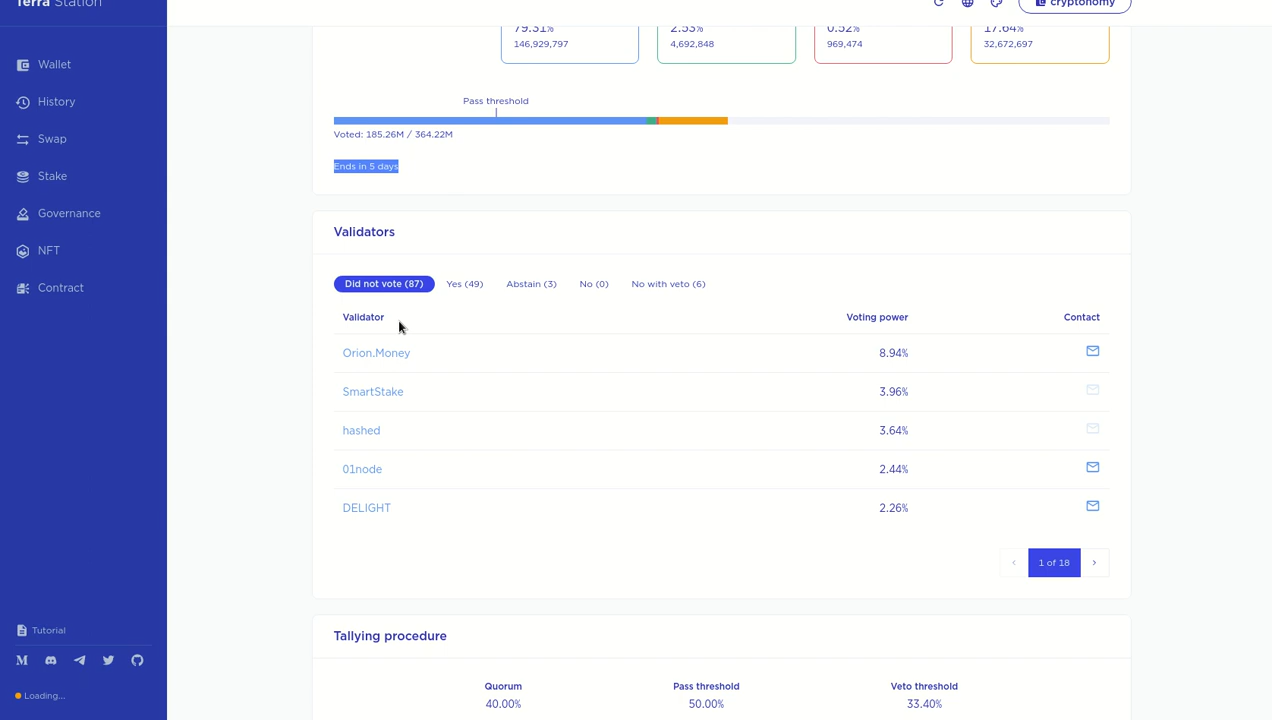 Terra Station
cryptonomy
Wallet
History
Swap
Stake
Governance
NFT
Contract
79.31%
146,929,797
2.53%
4,692,848
0.52%
969,474
17.64%
32,672,697
Pass threshold
Voted: 185.26M / 364.22M
Ends in 5 days
Validators
Did not vote (87)
Yes (49)
Abstain (3)
No (0)
No with veto (6)
Validator Voting power Contact
Orion.Money 8.94%
SmartStake 3.96%
hashed 3.64%
01node 2.44%
DELIGHT 2.26%
‹ 1 of 18 ›
Tallying procedure
Quorum Pass threshold Veto threshold
40.00% 50.00% 33.40%
Tutorial
Loading...